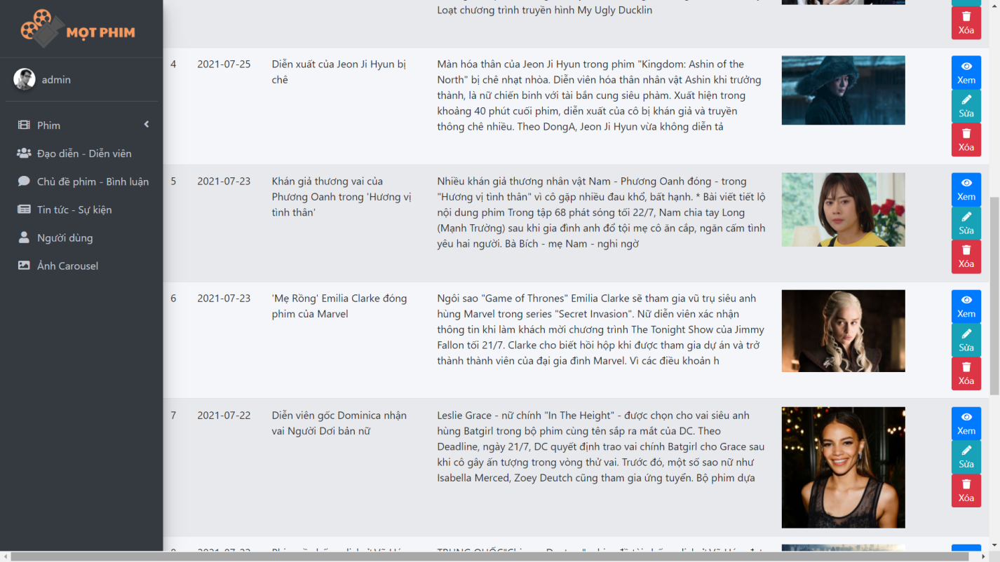 MỌT PHIM
admin
Phim
Đạo diễn - Diễn viên
Chủ đề phim - Bình luận
Tin tức - Sự kiện
Người dùng
Ảnh Carousel
Loạt chương trình truyền hình My Ugly Ducklin
Xóa
4
2021-07-25
Diễn xuất của Jeon Ji Hyun bị
chê
Màn hóa thân của Jeon Ji Hyun trong phim "Kingdom: Ashin of the
North" bị chê nhạt nhòa. Diễn viên hóa thân nhân vật Ashin khi trưởng
thành, là nữ chiến binh với tài bắn cung siêu phàm. Xuất hiện trong
khoảng 40 phút cuối phim, diễn xuất của cô bị khán giả và truyền
thông chê nhiều. Theo DongA, Jeon Ji Hyun vừa không diễn tả
Xem
Sửa
Xóa
5
2021-07-23
Khán giả thương vai của
Phương Oanh trong 'Hương vị
tình thân'
Nhiều khán giả thương nhân vật Nam - Phương Oanh đóng - trong
"Hương vị tình thân" vì cô gặp nhiều đau khổ, bất hạnh. * Bài viết tiết lộ
nội dung phim Trong tập 68 phát sóng tối 22/7, Nam chia tay Long
(Mạnh Trường) sau khi gia đình anh đổ tội mẹ cô ăn cắp, ngăn cấm tình
yêu hai người. Bà Bích - mẹ Nam - nghi ngờ
Xem
Sửa
Xóa
6
2021-07-23
'Mẹ Rồng' Emilia Clarke đóng
phim của Marvel
Ngôi sao "Game of Thrones" Emilia Clarke sẽ tham gia vũ trụ siêu anh
hùng Marvel trong series "Secret Invasion". Nữ diễn viên xác nhận
thông tin khi làm khách mời chương trình The Tonight Show của Jimmy
Fallon tối 21/7. Clarke cho biết hồi hộp khi được tham gia dự án và trở
thành thành viên của đại gia đình Marvel. Vì các điều khoản h
Xem
Sửa
Xóa
7
2021-07-22
Diễn viên gốc Dominica nhận
vai Người Dơi bản nữ
Leslie Grace - nữ chính "In The Height" - được chọn cho vai siêu anh
hùng Batgirl trong bộ phim cùng tên sắp ra mắt của DC. Theo
Deadline, ngày 21/7, DC quyết định trao vai chính Batgirl cho Grace sau
khi cô gây ấn tượng trong vòng thử vai. Trước đó, một số sao nữ như
Isabella Merced, Zoey Deutch cũng tham gia ứng tuyển. Bộ phim dựa
Xem
Sửa
Xóa